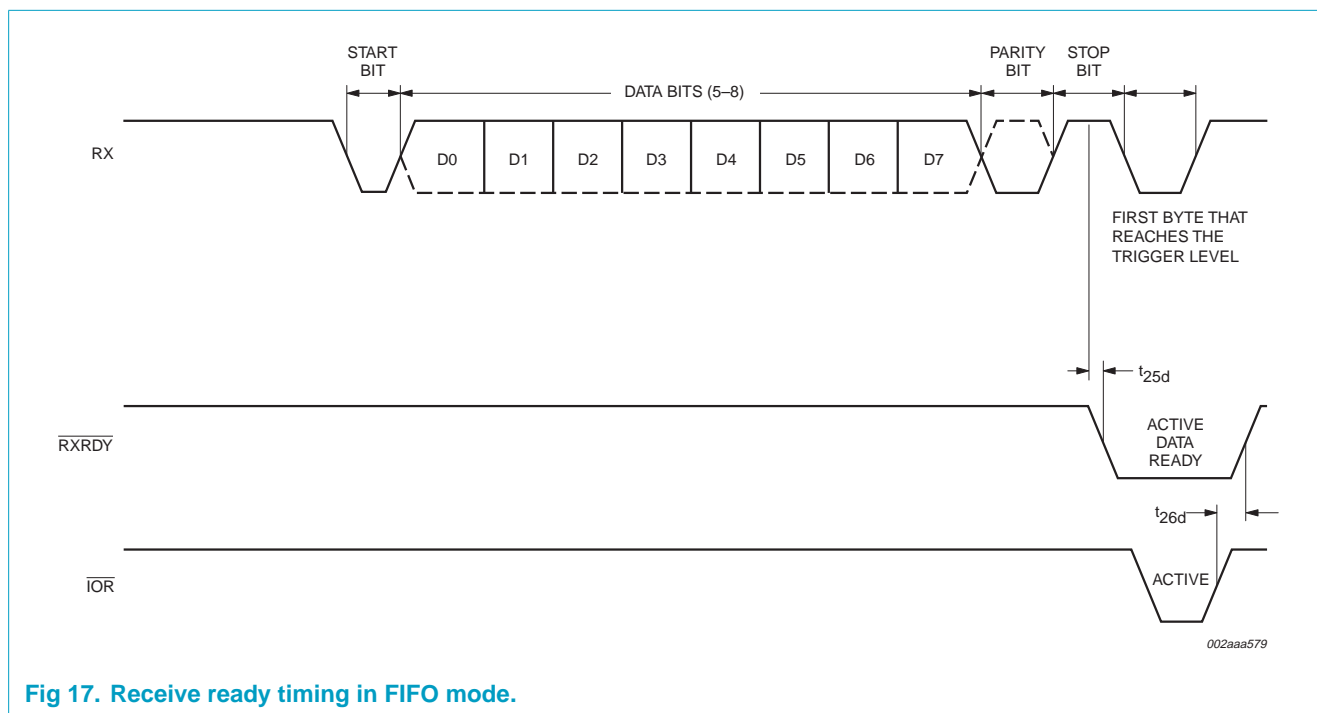 START
BIT
DATA BITS (5–8)
PARITY
BIT
STOP
BIT
RX
D0
D1
D2
D3
D4
D5
D6
D7
FIRST BYTE THAT
REACHES THE
TRIGGER LEVEL
t25d
RXRDY
ACTIVE
DATA
READY
t26d
IOR
ACTIVE
002aaa579
Fig 17. Receive ready timing in FIFO mode.